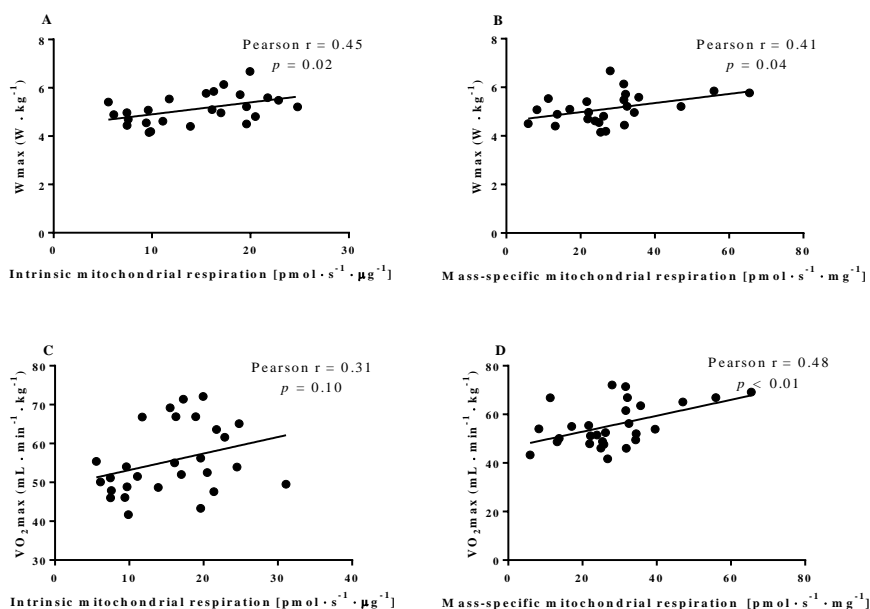 A
Pearson r = 0.45
p = 0.02
Wmax (W · kg⁻¹)
8
6
4
2
0
0 10 20 30
Intrinsic mitochondrial respiration [pmol · s⁻¹ · μg⁻¹]
B
Pearson r = 0.41
p = 0.04
Wmax (W · kg⁻¹)
8
6
4
2
0
0 20 40 60 80
Mass-specific mitochondrial respiration [pmol · s⁻¹ · mg⁻¹]
C
Pearson r = 0.31
p = 0.10
VO₂max (mL · min⁻¹ · kg⁻¹)
80
70
60
50
40
30
0 10 20 30 40
Intrinsic mitochondrial respiration [pmol · s⁻¹ · μg⁻¹]
D
Pearson r = 0.48
p < 0.01
VO₂max (mL · min⁻¹ · kg⁻¹)
80
60
40
20
0
0 20 40 60 80
Mass-specific mitochondrial respiration [pmol · s⁻¹ · mg⁻¹]